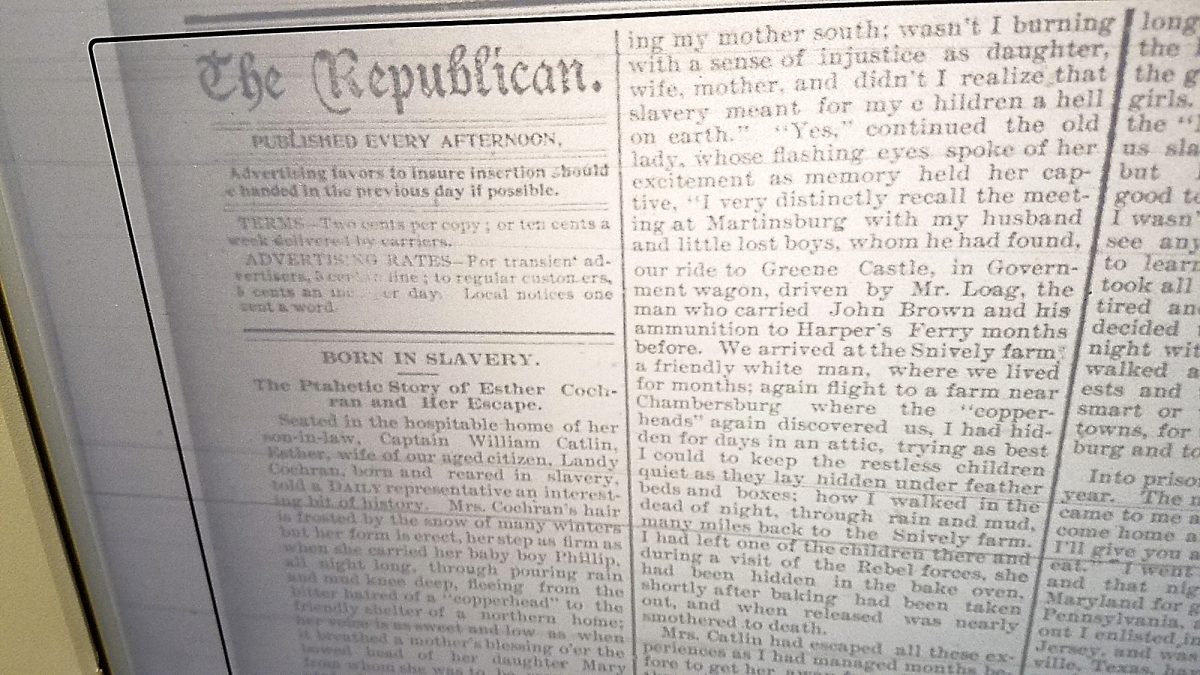 The Republican.
PUBLISHED EVERY AFTERNOON.
Advertising favors to insure insertion should
e handed in the previous day if possible.
TERMS—Two cents per copy; or ten cents a
week delivered by carriers.
ADVERTISING RATES—For transient ad-
vertisers, 5 cents line; to regular customers,
5 cents an er day. Local notices one
cent a word
BORN IN SLAVERY.
The Ptahetic Story of Esther Coch-
ran and Her Escape.
Seated in the hospitable home of her
son-in-law, Captain William Catlin,
Esther, wife of our aged citizen, Landy
Cochran, born and reared in slavery,
told a DAILY representative an interest-
ing bit of history. Mrs. Cochran's hair
is frosted by the snow of many winters
but her form is erect, her step as firm as
when she carried her baby boy Phillip,
all night long, through pouring rain
and mud knee deep, fleeing from the
bitter hatred of a "copperhead" to the
friendly shelter of a northern home;
her voice is as sweet and low as when
it breathed a mother's blessing o'er the
bowed head of her daughter Mary
from whom she was to be
ing my mother south; wasn't I burning
with a sense of injustice as daughter,
wife, mother, and didn't I realize that
slavery meant for my c hildren a hell
on earth." "Yes," continued the old
lady, whose flashing eyes spoke of her
excitement as memory held her cap-
tive, "I very distinctly recall the meet-
ing at Martinsburg with my husband
and little lost boys, whom he had found,
our ride to Greene Castle, in Govern-
ment wagon, driven by Mr. Loag, the
man who carried John Brown and his
ammunition to Harper's Ferry months
before. We arrived at the Snively farm,
a friendly white man, where we lived
for months; again flight to a farm near
Chambersburg where the "copper-
heads" again discovered us, I had hid-
den for days in an attic, trying as best
I could to keep the restless children
quiet as they lay hidden under feather
beds and boxes; how I walked in the
dead of night, through rain and mud,
many miles back to the Snively farm.
I had left one of the children there and
during a visit of the Rebel forces, she
had been hidden in the bake oven,
shortly after baking had been taken
out, and when released was nearly
smothered to death.
Mrs. Catlin had escaped all these ex-
periences as I had managed months be-
fore to get her away
long
the
the g
girls,
the "
us sla
but
good to
I wasn'
see any
to learn
took all
tired and
decided
night wit
walked a
ests and
smart or
towns, for
burg and to
Into prison
year. The
came to me a
come home a
I'll give you
eat." I went
and that nig
Maryland for
Pennsylvania,
out I enlisted in
Jersey, and was
ville, Texas,